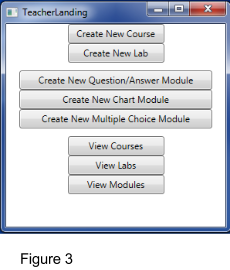 TeacherLanding
Create New Course
Create New Lab
Create New Question/Answer Module
Create New Chart Module
Create New Multiple Choice Module
View Courses
View Labs
View Modules
Figure 3